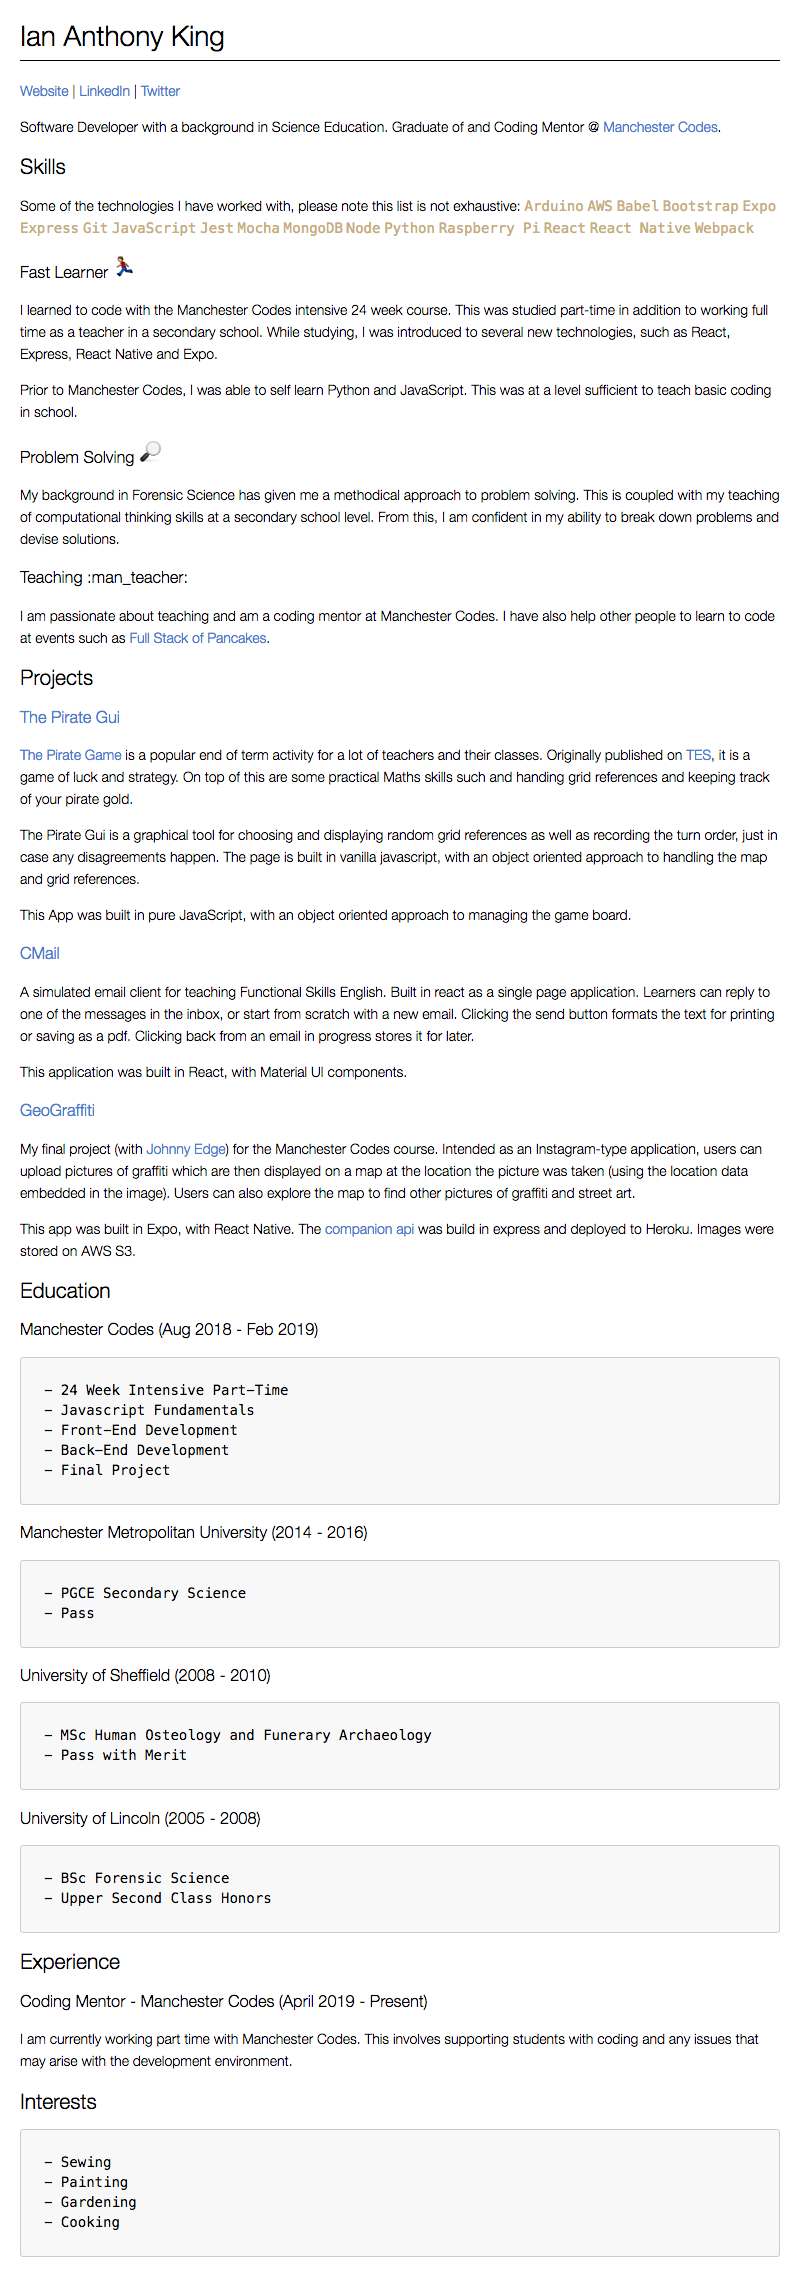 Ian Anthony King
Website | LinkedIn | Twitter
Software Developer with a background in Science Education. Graduate of and Coding Mentor @ Manchester Codes.
Skills
Some of the technologies I have worked with, please note this list is not exhaustive: Arduino AWS Babel Bootstrap Expo
Express Git JavaScript Jest Mocha MongoDB Node Python Raspberry Pi React React Native Webpack
Fast Learner
I learned to code with the Manchester Codes intensive 24 week course. This was studied part-time in addition to working full
time as a teacher in a secondary school. While studying, I was introduced to several new technologies, such as React,
Express, React Native and Expo.
Prior to Manchester Codes, I was able to self learn Python and JavaScript. This was at a level sufficient to teach basic coding
in school.
Problem Solving
My background in Forensic Science has given me a methodical approach to problem solving. This is coupled with my teaching
of computational thinking skills at a secondary school level. From this, I am confident in my ability to break down problems and
devise solutions.
Teaching :man_teacher:
I am passionate about teaching and am a coding mentor at Manchester Codes. I have also help other people to learn to code
at events such as Full Stack of Pancakes.
Projects
The Pirate Gui
The Pirate Game is a popular end of term activity for a lot of teachers and their classes. Originally published on TES, it is a
game of luck and strategy. On top of this are some practical Maths skills such and handing grid references and keeping track
of your pirate gold.
The Pirate Gui is a graphical tool for choosing and displaying random grid references as well as recording the turn order, just in
case any disagreements happen. The page is built in vanilla javascript, with an object oriented approach to handling the map
and grid references.
This App was built in pure JavaScript, with an object oriented approach to managing the game board.
CMail
A simulated email client for teaching Functional Skills English. Built in react as a single page application. Learners can reply to
one of the messages in the inbox, or start from scratch with a new email. Clicking the send button formats the text for printing
or saving as a pdf. Clicking back from an email in progress stores it for later.
This application was built in React, with Material UI components.
GeoGraffiti
My final project (with Johnny Edge) for the Manchester Codes course. Intended as an Instagram-type application, users can
upload pictures of graffiti which are then displayed on a map at the location the picture was taken (using the location data
embedded in the image). Users can also explore the map to find other pictures of graffiti and street art.
This app was built in Expo, with React Native. The companion api was build in express and deployed to Heroku. Images were
stored on AWS S3.
Education
Manchester Codes (Aug 2018 - Feb 2019)
- 24 Week Intensive Part-Time
- Javascript Fundamentals
- Front-End Development
- Back-End Development
- Final Project
Manchester Metropolitan University (2014 - 2016)
- PGCE Secondary Science
- Pass
University of Sheffield (2008 - 2010)
- MSc Human Osteology and Funerary Archaeology
- Pass with Merit
University of Lincoln (2005 - 2008)
- BSc Forensic Science
- Upper Second Class Honors
Experience
Coding Mentor - Manchester Codes (April 2019 - Present)
I am currently working part time with Manchester Codes. This involves supporting students with coding and any issues that
may arise with the development environment.
Interests
- Sewing
- Painting
- Gardening
- Cooking